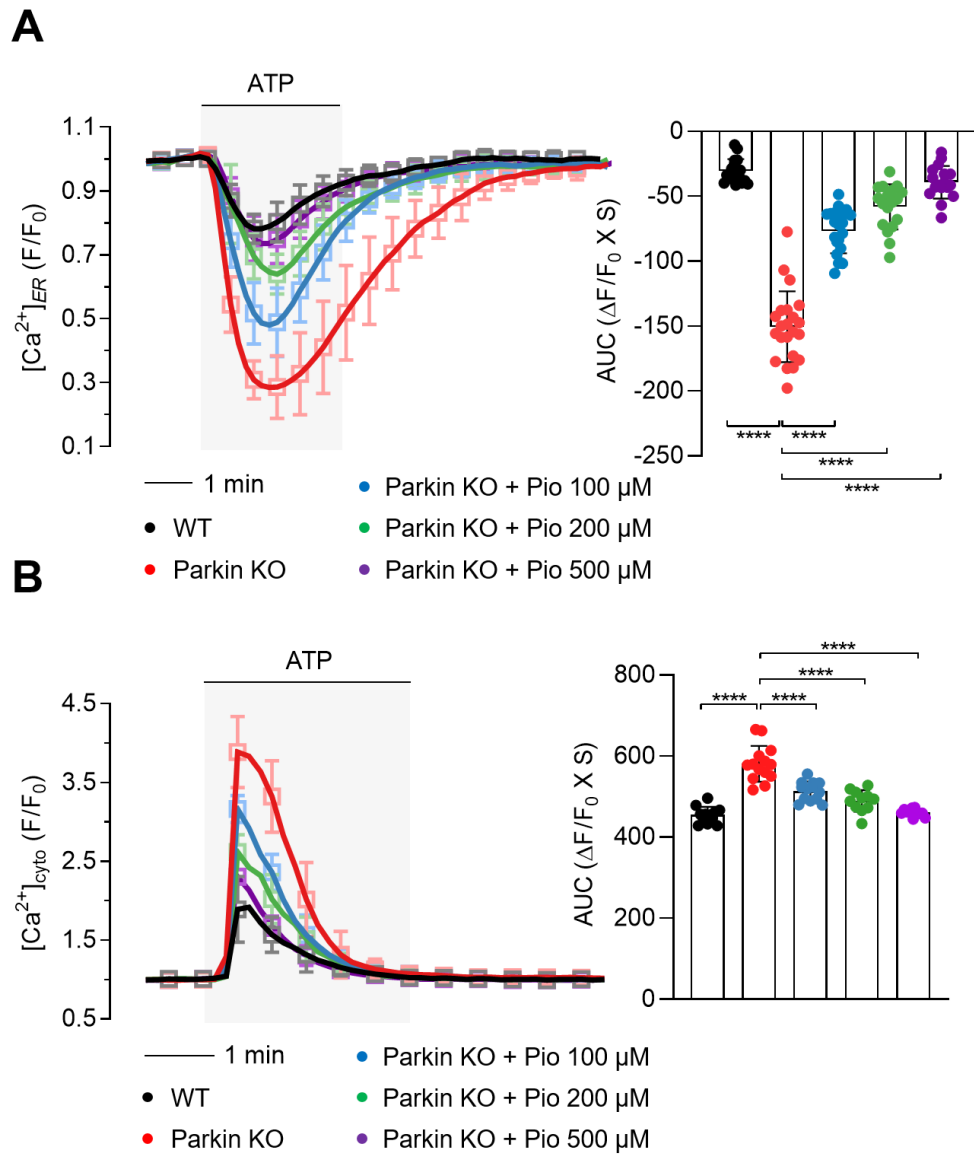 A
ATP
[Ca²⁺]ER (F/F₀)
1.1
0.9
0.7
0.5
0.3
0.1
AUC (ΔF/F₀ X S)
0
-50
-100
-150
-200
-250
**** ****
****
****
1 min
WT
Parkin KO
Parkin KO + Pio 100 µM
Parkin KO + Pio 200 µM
Parkin KO + Pio 500 µM
B
ATP
[Ca²⁺]cyto (F/F₀)
4.5
3.5
2.5
1.5
0.5
AUC (ΔF/F₀ X S)
800
600
400
200
0
****
****
**** ****
1 min
WT
Parkin KO
Parkin KO + Pio 100 µM
Parkin KO + Pio 200 µM
Parkin KO + Pio 500 µM